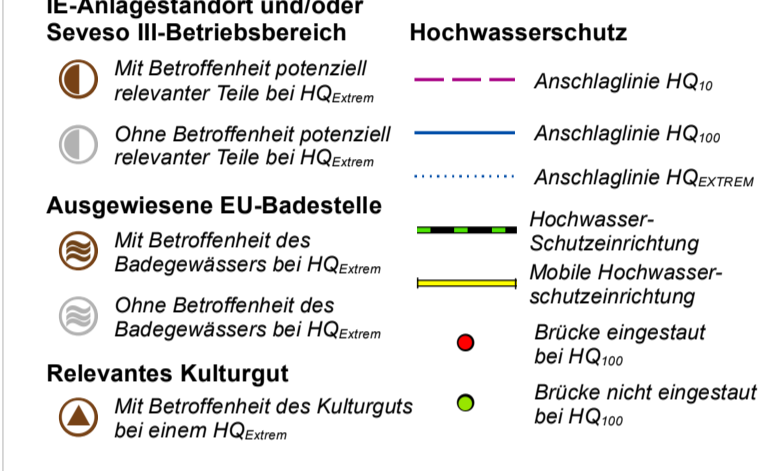 IE-Anlagestandort und/oder
Seveso III-Betriebsbereich
Mit Betroffenheit potenziell
relevanter Teile bei HQExtrem
Ohne Betroffenheit potenziell
relevanter Teile bei HQExtrem
Ausgewiesene EU-Badestelle
Mit Betroffenheit des
Badegewässers bei HQExtrem
Ohne Betroffenheit des
Badegewässers bei HQExtrem
Relevantes Kulturgut
Mit Betroffenheit des Kulturguts
bei einem HQExtrem
Hochwasserschutz
Anschlaglinie HQ10
Anschlaglinie HQ100
Anschlaglinie HQEXTREM
Hochwasser-
Schutzeinrichtung
Mobile Hochwasser-
schutzeinrichtung
Brücke eingestaut
bei HQ100
Brücke nicht eingestaut
bei HQ100